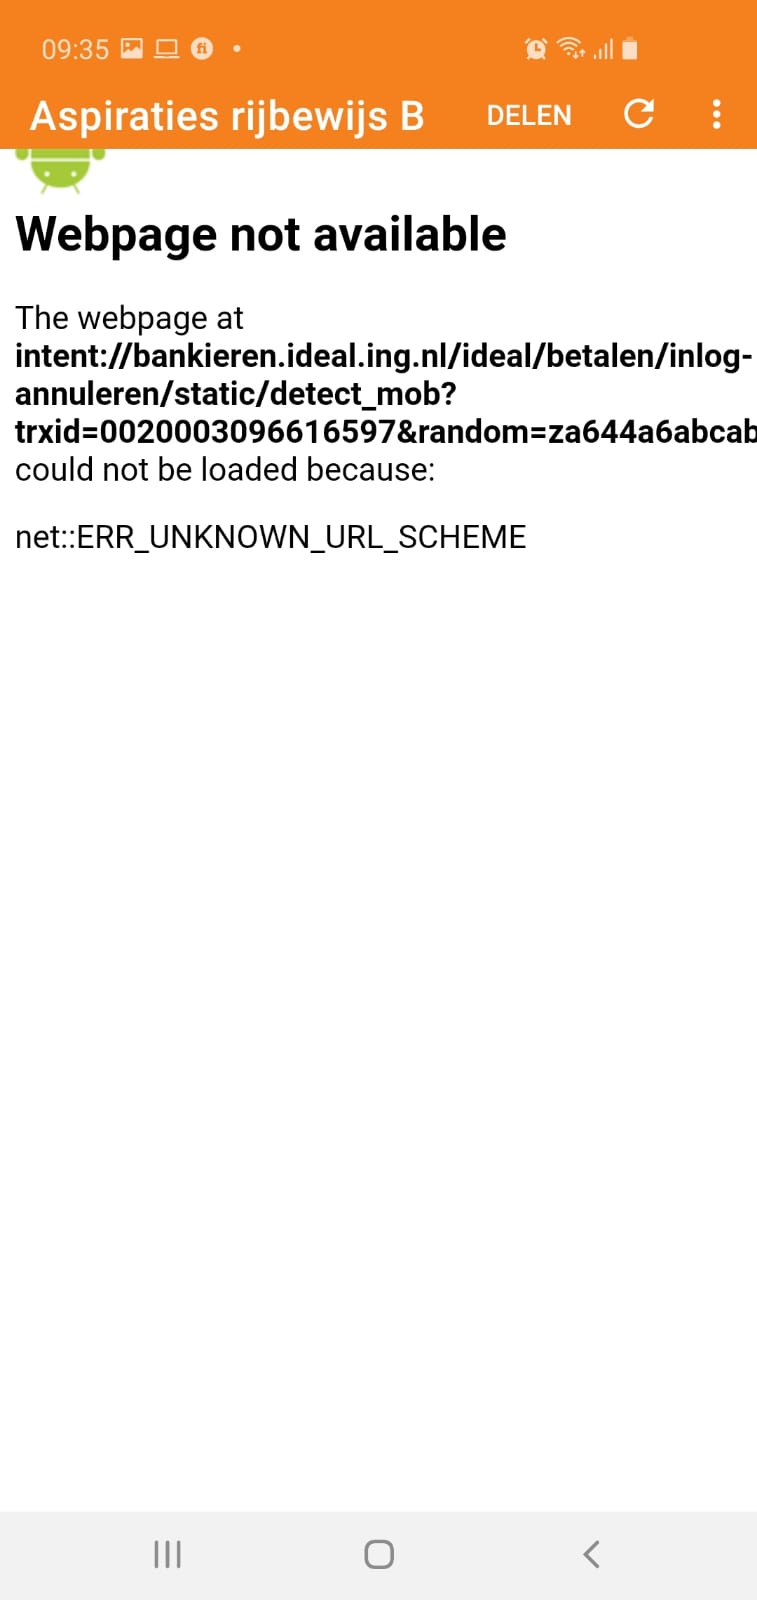 09:35
Aspiraties rijbewijs B DELEN
Webpage not available
The webpage at
intent://bankieren.ideal.ing.nl/ideal/betalen/inlog-
annuleren/static/detect_mob?
trxid=0020003096616597&random=za644a6abcab
could not be loaded because:
net::ERR_UNKNOWN_URL_SCHEME